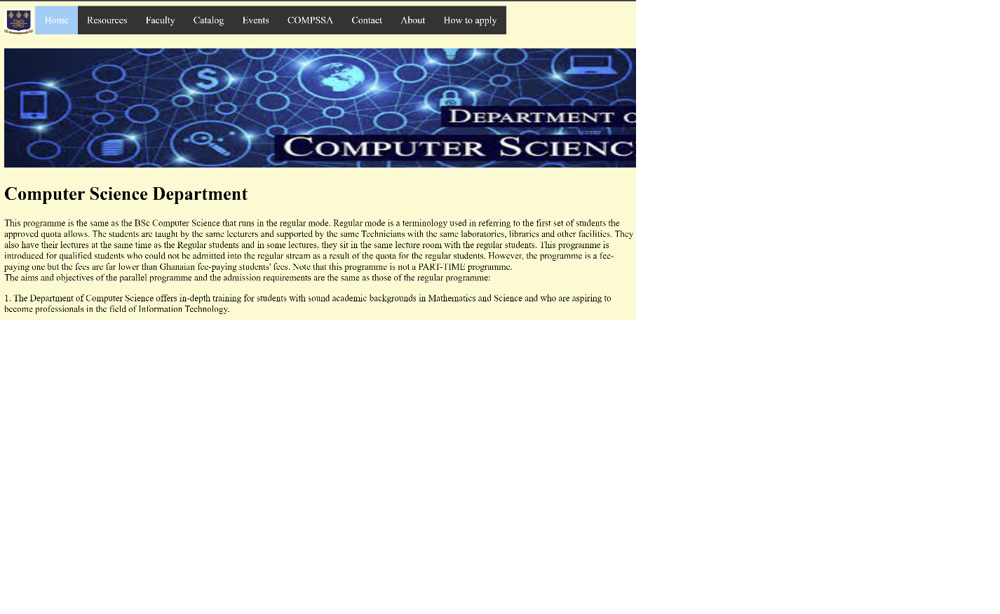 Home Resources Faculty Catalog Events COMPSSA Contact About How to apply
DEPARTMENT O
COMPUTER SCIENC
Computer Science Department
This programme is the same as the BSc Computer Science that runs in the regular mode. Regular mode is a terminology used in referring to the first set of students the
approved quota allows. The students are taught by the same lecturers and supported by the same Technicians with the same laboratories, libraries and other facilities. They
also have their lectures at the same time as the Regular students and in some lectures, they sit in the same lecture room with the regular students. This programme is
introduced for qualified students who could not be admitted into the regular stream as a result of the quota for the regular students. However, the programme is a fee-
paying one but the fees are far lower than Ghanaian fee-paying students' fees. Note that this programme is not a PART-TIME programme.
The aims and objectives of the parallel programme and the admission requirements are the same as those of the regular programme:
1. The Department of Computer Science offers in-depth training for students with sound academic backgrounds in Mathematics and Science and who are aspiring to
become professionals in the field of Information Technology.